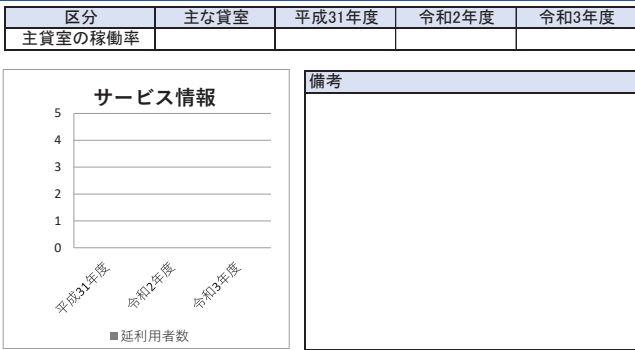 区分 主な貸室 平成31年度 令和2年度 令和3年度
主貸室の稼働率
サービス情報
5
4
3
2
1
0
平成31年度 令和2年度 令和3年度
■延利用者数
備考